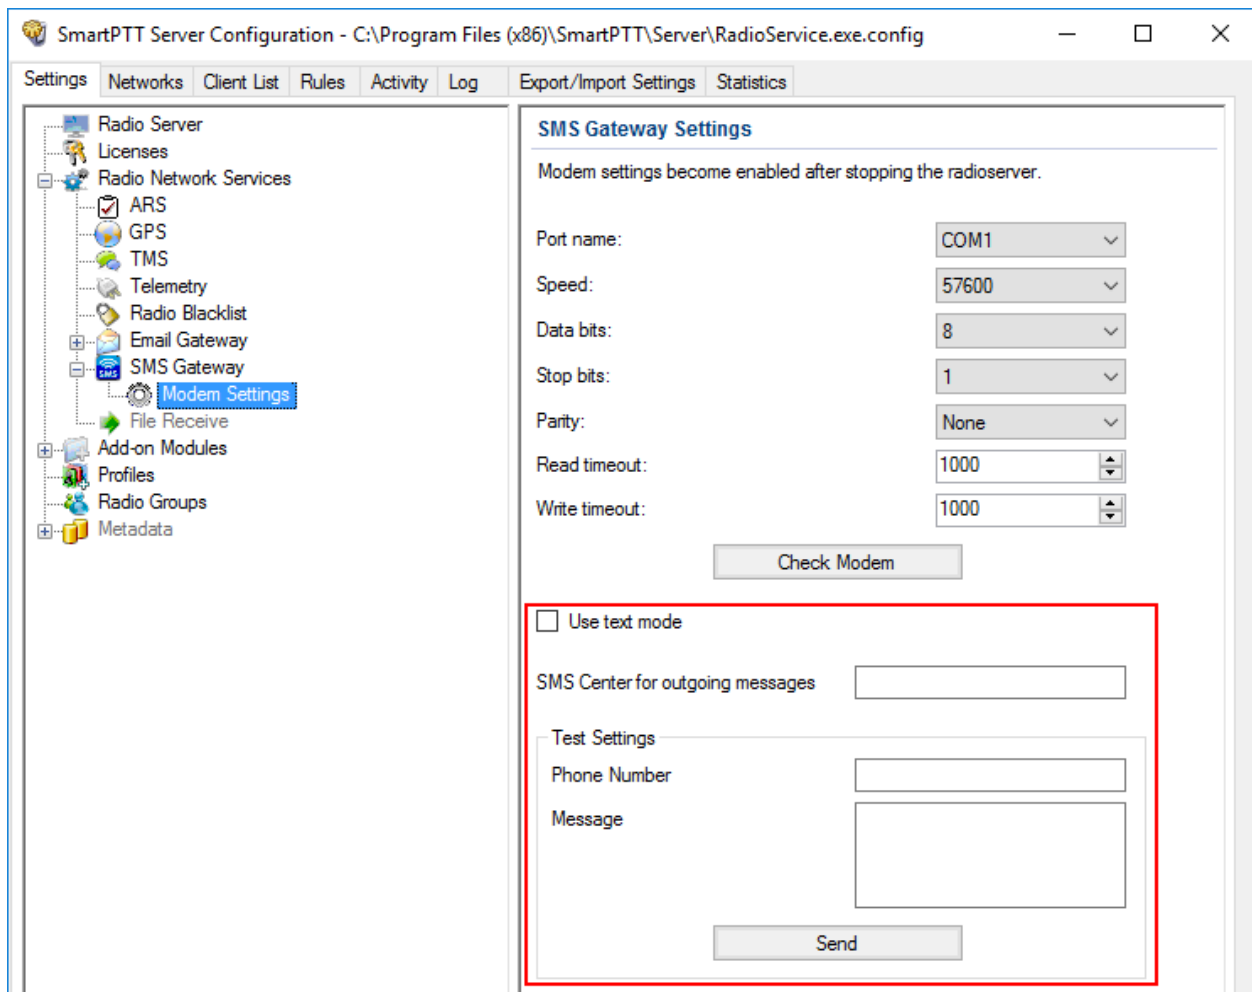 SmartPTT Server Configuration - C:\Program Files (x86)\SmartPTT\Server\RadioService.exe.config
Settings Networks Client List Rules Activity Log Export/Import Settings Statistics
Radio Server
Licenses
Radio Network Services
ARS
GPS
TMS
Telemetry
Radio Blacklist
Email Gateway
SMS Gateway
SMS
Modem Settings
File Receive
Add-on Modules
Profiles
Radio Groups
Metadata
SMS Gateway Settings
Modem settings become enabled after stopping the radioserver.
Port name: COM1
Speed: 57600
Data bits: 8
Stop bits: 1
Parity: None
Read timeout: 1000
Write timeout: 1000
Check Modem
Use text mode
SMS Center for outgoing messages
Test Settings
Phone Number
Message
Send